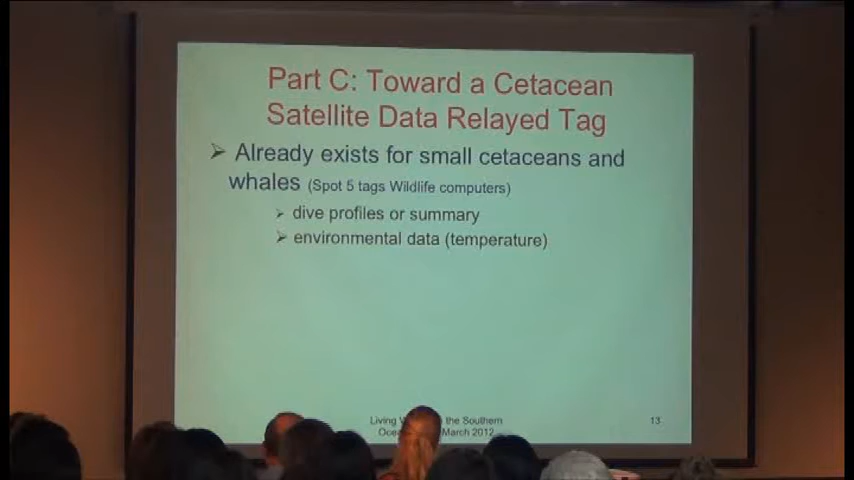 Part C: Toward a Cetacean
Satellite Data Relayed Tag
➢ Already exists for small cetaceans and
whales (Spot 5 tags Wildlife computers)
➢ dive profiles or summary
➢ environmental data (temperature)
Living the Southern
March 2012
13